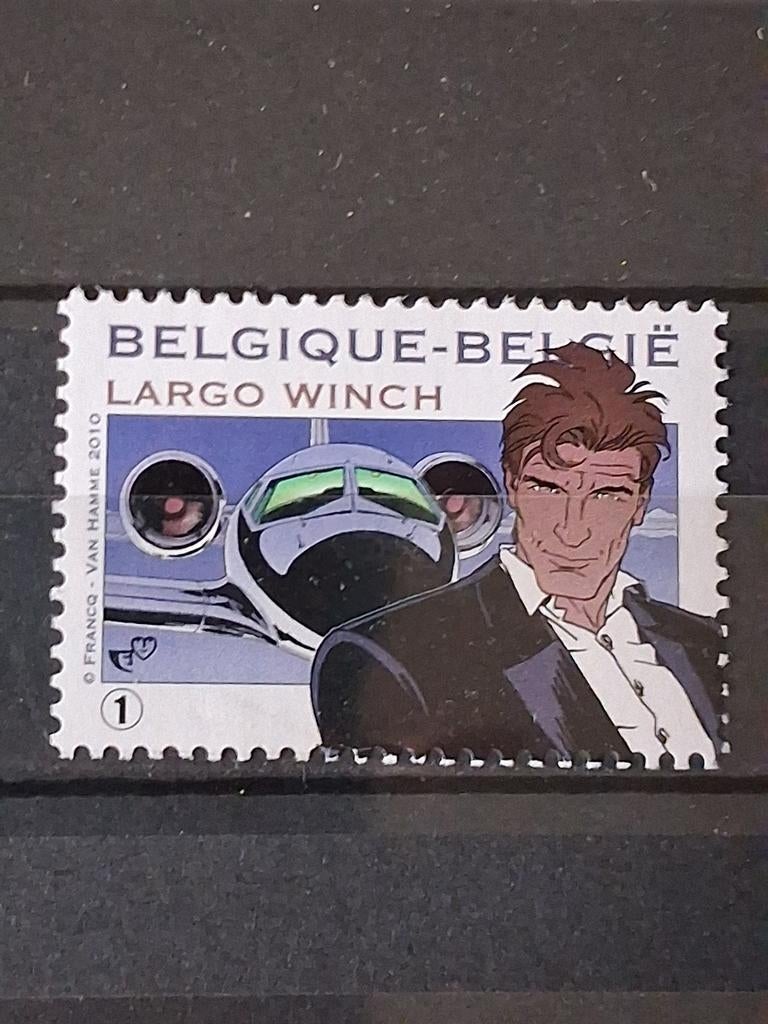 BELGIQUE-BELGIË
LARGO WINCH
© FRANCQ - VAN HAMME 2010
1